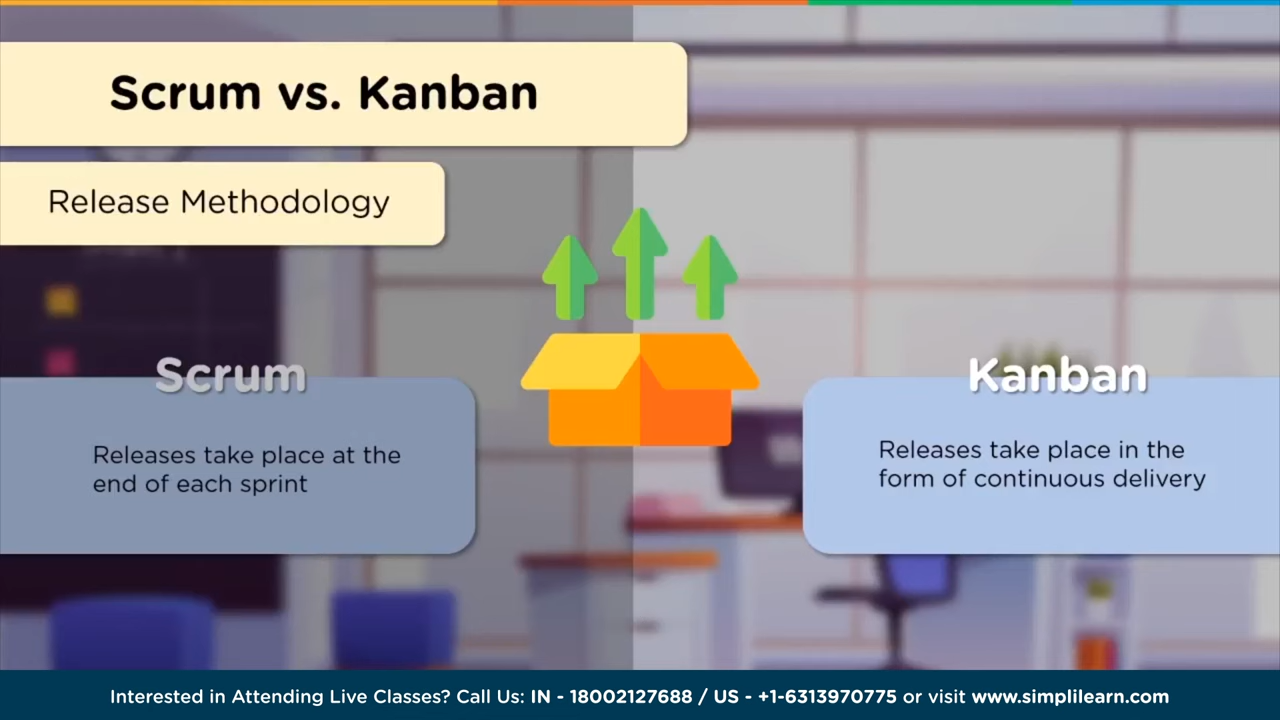 Scrum vs. Kanban
Release Methodology
Scrum
Releases take place at the
end of each sprint
Kanban
Releases take place in the
form of continuous delivery
Interested in Attending Live Classes? Call Us: IN - 18002127688 / US - +1-6313970775 or visit www.simplilearn.com